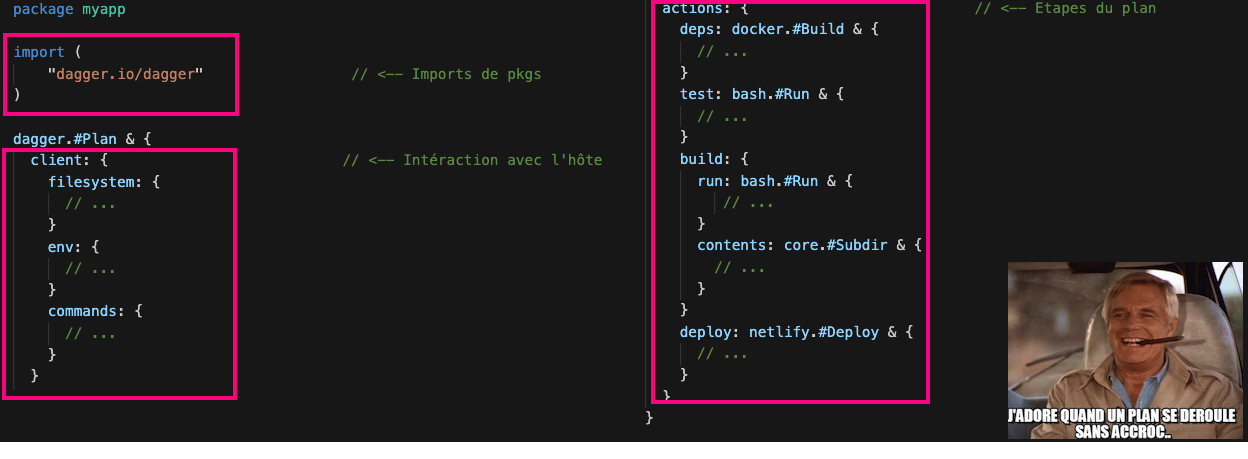 package myapp
import (
"dagger.io/dagger" // <-- Imports de pkgs
)
dagger.#Plan & {
client: { // <-- Intéraction avec l'hôte
filesystem: {
// ...
}
env: {
// ...
}
commands: {
// ...
}
}
actions: { // <-- Etapes du plan
deps: docker.#Build & {
// ...
}
test: bash.#Run & {
// ...
}
build: {
run: bash.#Run & {
// ...
}
contents: core.#Subdir & {
// ...
}
}
deploy: netlify.#Deploy & {
// ...
}
}
}
J'ADORE QUAND UN PLAN SE DEROULE
SANS ACCROC..